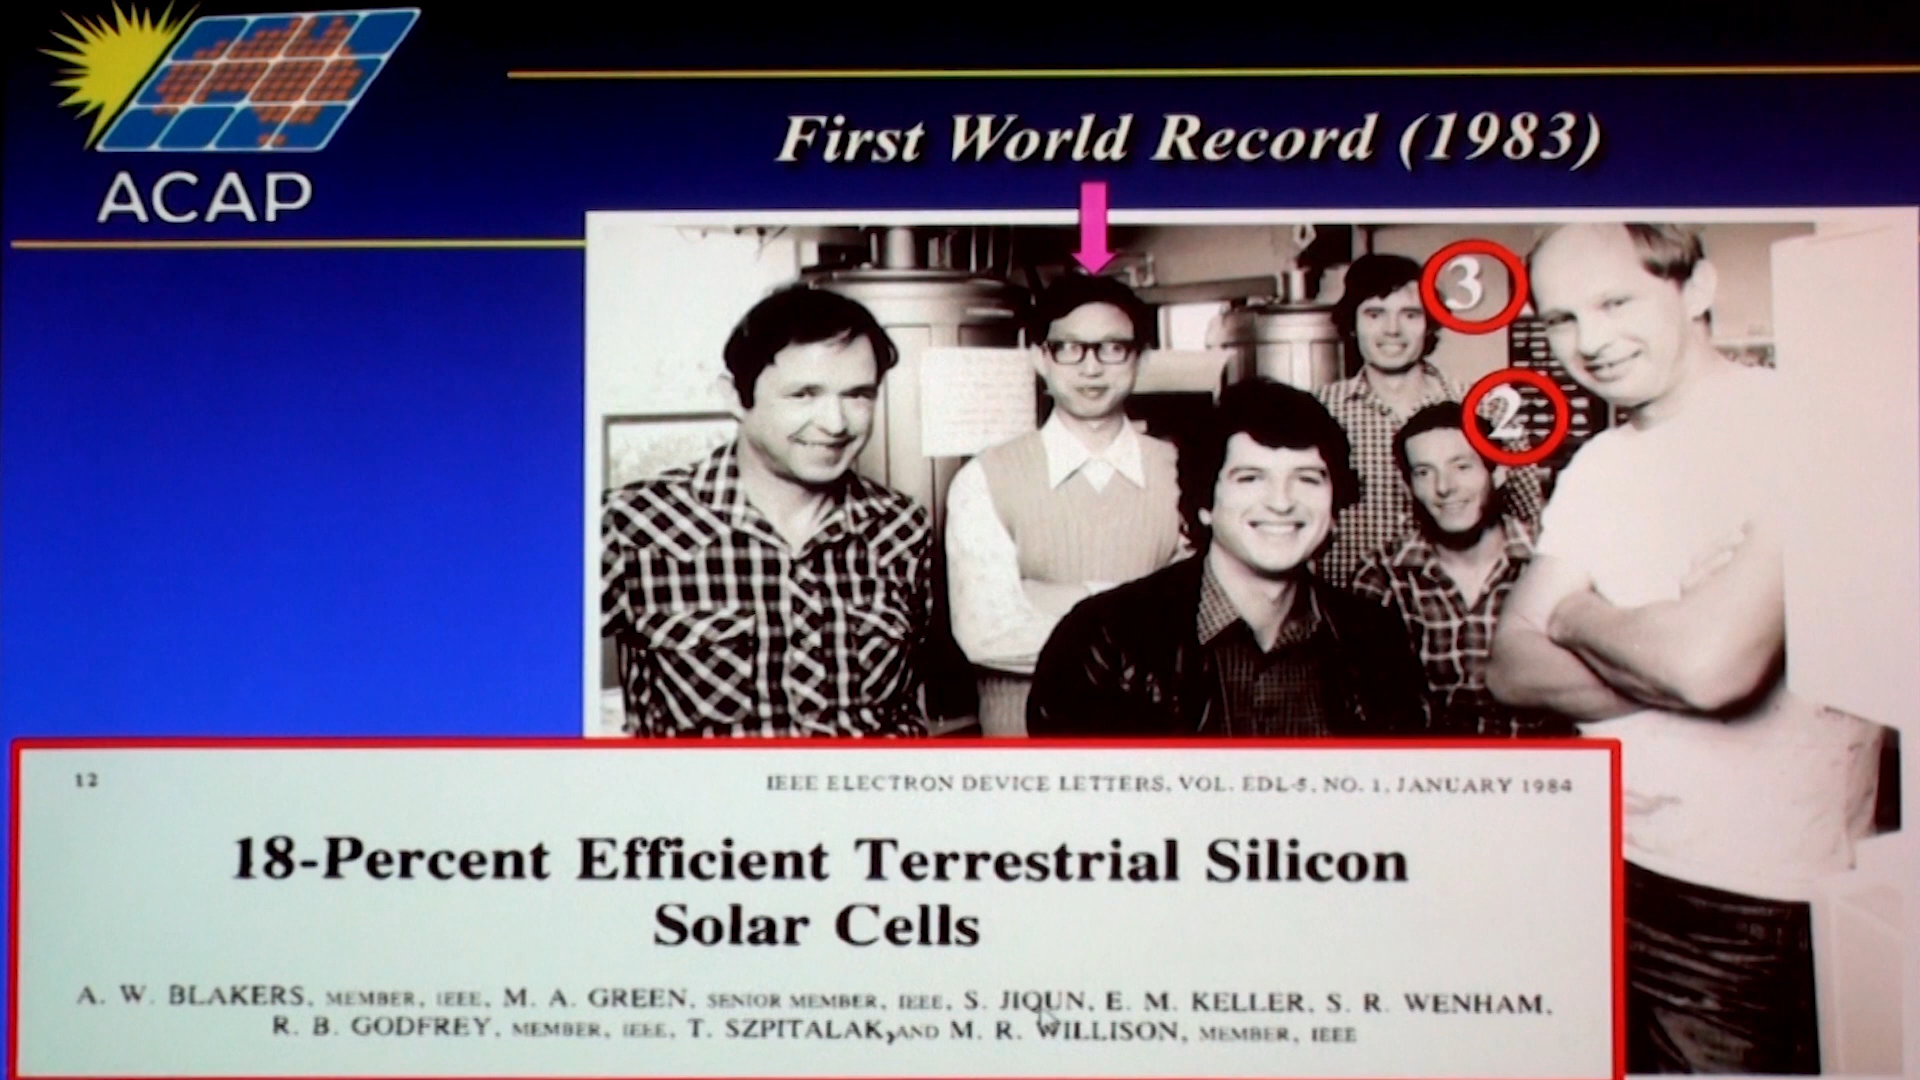 ACAP
First World Record (1983)
3
2
12
IEEE ELECTRON DEVICE LETTERS, VOL. EDL-5, NO. 1, JANUARY 1984
18-Percent Efficient Terrestrial Silicon
Solar Cells
A. W. BLAKERS, MEMBER, IEEE, M. A. GREEN, SENIOR MEMBER, IEEE, S. JIQUN, E. M. KELLER, S. R. WENHAM,
R. B. GODFREY, MEMBER, IEEE, T. SZPITALAK, AND M. R. WILLISON, MEMBER, IEEE